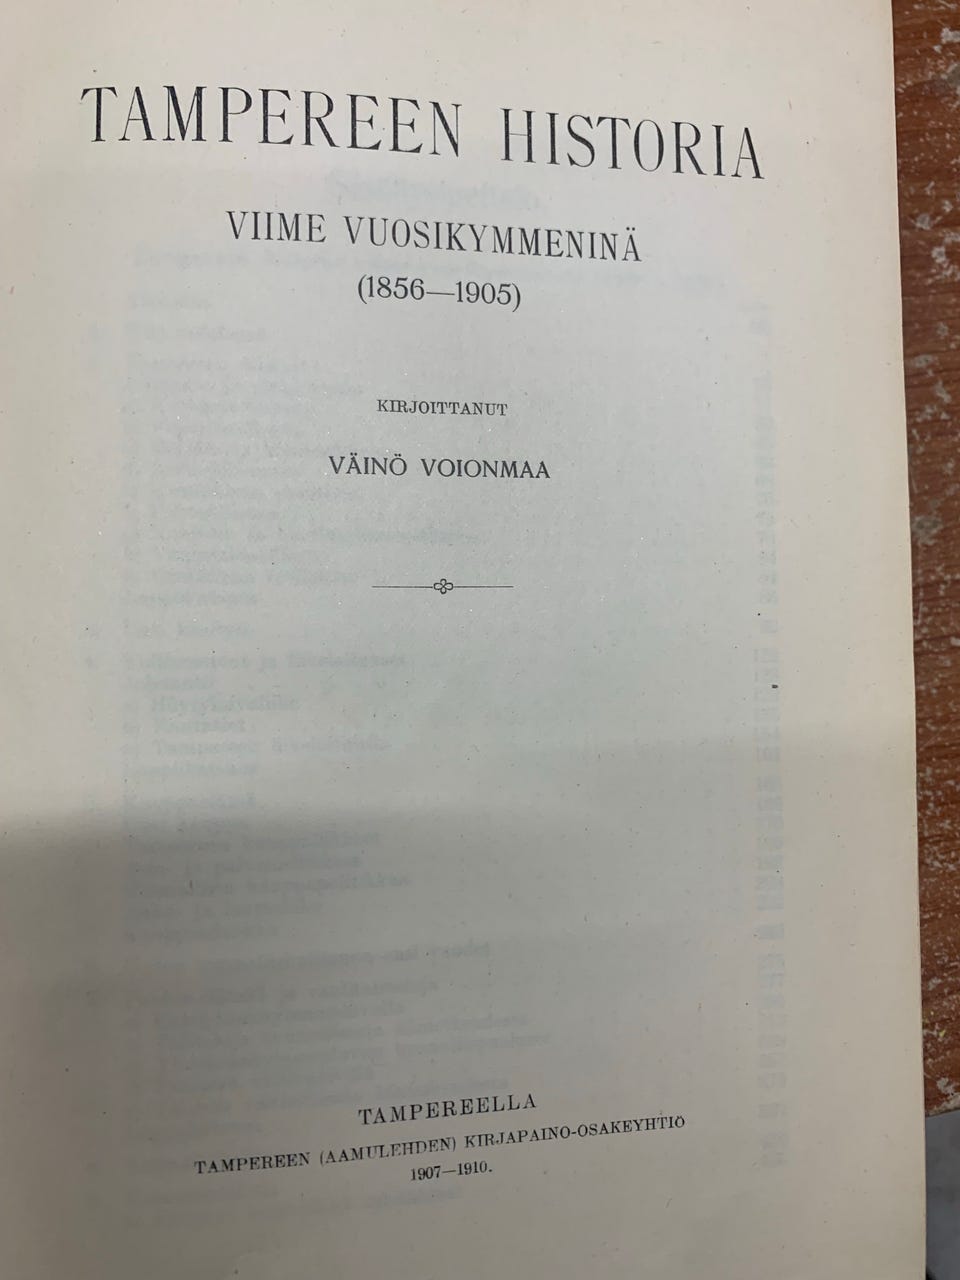 TAMPEREEN HISTORIA
VIIME VUOSIKYMMENINÄ
(1856—1905)
KIRJOITTANUT
VÄINÖ VOIONMAA
TAMPEREELLA
TAMPEREEN (AAMULEHDEN) KIRJAPAINO-OSAKEYHTIÖ
1907—1910.